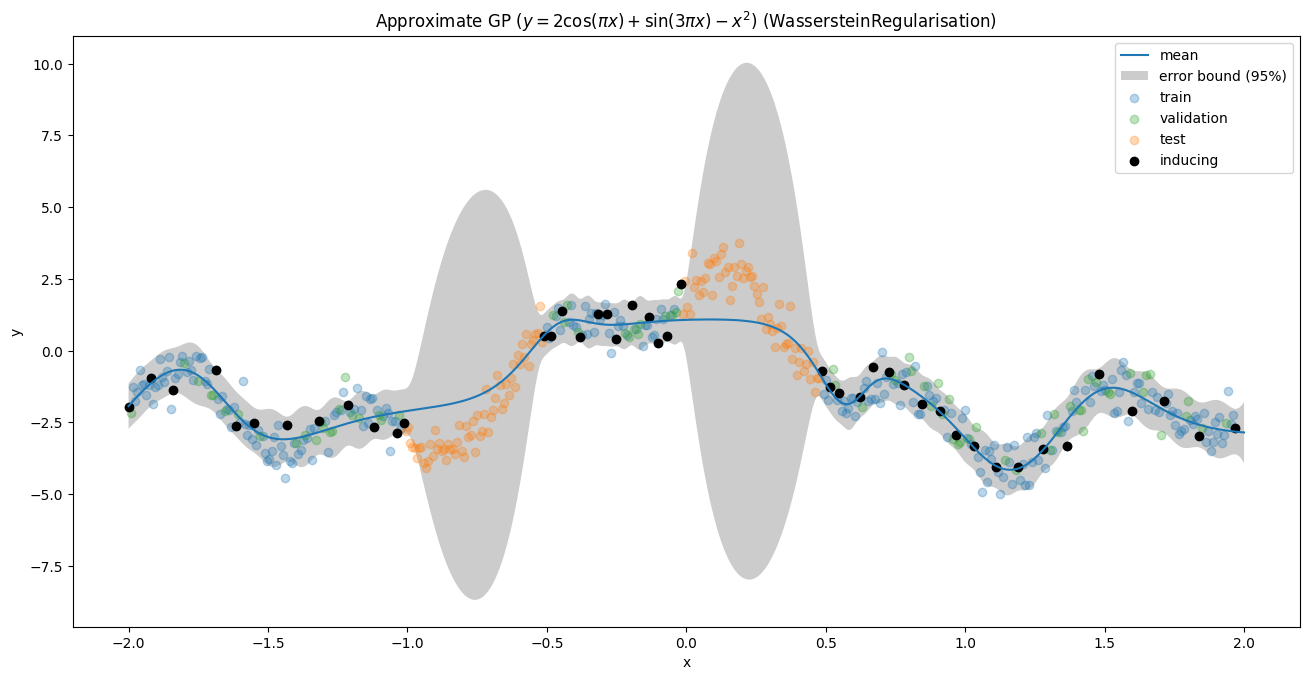 Approximate GP ($y = 2\cos(\pi x) + \sin(3\pi x) - x^2$) (WassersteinRegularisation)
mean
error bound (95%)
train
validation
test
inducing
10.0
7.5
5.0
2.5
0.0
−2.5
−5.0
−7.5
y
−2.0 −1.5 −1.0 −0.5 0.0 0.5 1.0 1.5 2.0
x